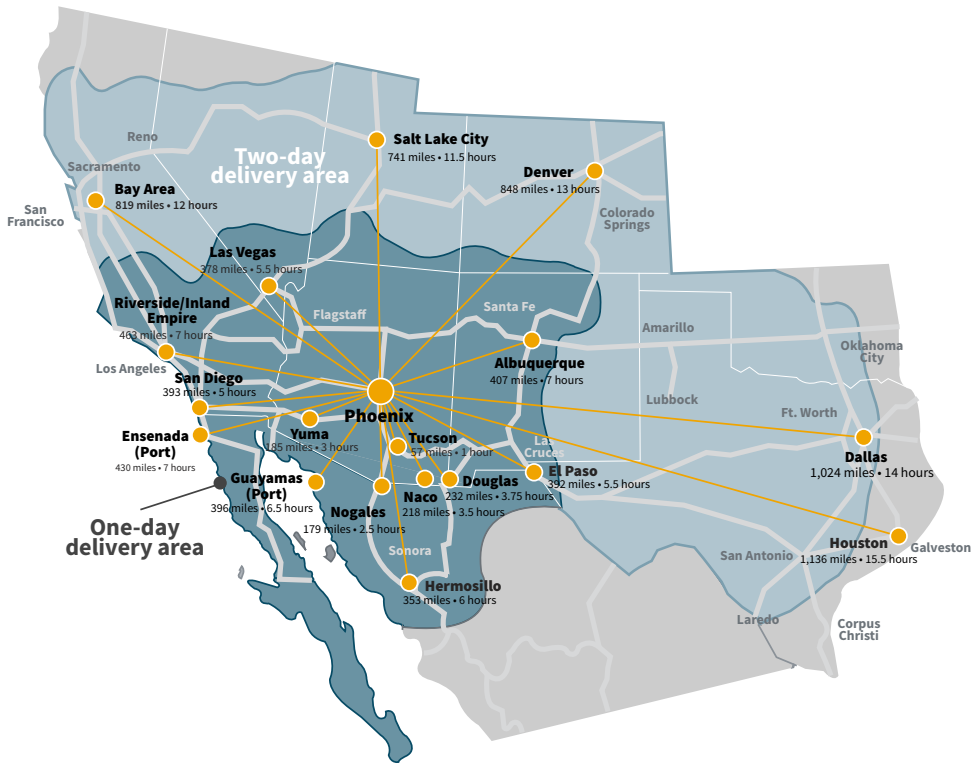 Salt Lake City
741 miles • 11.5 hours
Reno
Two-day
delivery area
Sacramento
Denver
848 miles • 13 hours
Bay Area
819 miles • 12 hours
San
Francisco
Colorado
Springs
Las Vegas
378 miles • 5.5 hours
Riverside/Inland
Empire
463 miles • 7 hours
Flagstaff
Santa Fe
Amarillo
Oklahoma
City
Los Angeles
Albuquerque
407 miles • 7 hours
San Diego
393 miles • 5 hours
Lubbock
Phoenix
Ft. Worth
Ensenada
(Port)
430 miles • 7 hours
Yuma
185 miles • 3 hours
Tucson
57 miles • 1 hour
La
Cruces
Dallas
1,024 miles • 14 hours
Guayamas
(Port)
396 miles • 6.5 hours
El Paso
392 miles • 5.5 hours
Douglas
232 miles • 3.75 hours
Naco
218 miles • 3.5 hours
Nogales
179 miles • 2.5 hours
One-day
delivery area
Sonora
San Antonio
Houston
1,136 miles • 15.5 hours
Galveston
Hermosillo
353 miles • 6 hours
Laredo
Corpus
Christi